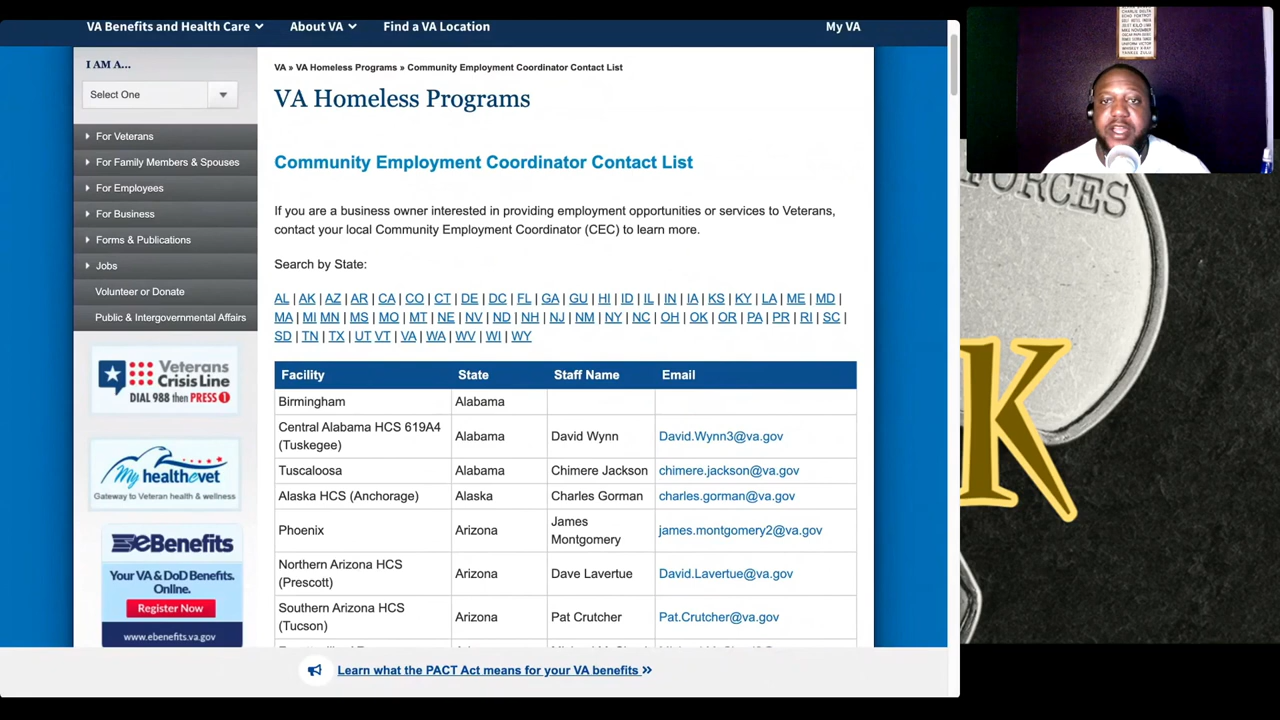 VA Benefits and Health Care
About VA
Find a VA Location
My VA
I AM A...
Select One
For Veterans
For Family Members & Spouses
For Employees
For Business
Forms & Publications
Jobs
Volunteer or Donate
Public & Intergovernmental Affairs
Veterans
Crisis Line
DIAL 988 then PRESS 1
My healthevet
Gateway to Veteran health & wellness
eBenefits
Your VA & DoD Benefits.
Online.
Register Now
www.ebenefits.va.gov
VA » VA Homeless Programs » Community Employment Coordinator Contact List
VA Homeless Programs
Community Employment Coordinator Contact List
If you are a business owner interested in providing employment opportunities or services to Veterans,
contact your local Community Employment Coordinator (CEC) to learn more.
Search by State:
AL | AK | AZ | AR | CA | CO | CT | DE | DC | FL | GA | GU | HI | ID | IL | IN | IA | KS | KY | LA | ME | MD |
MA | MI MN | MS | MO | MT | NE | NV | ND | NH | NJ | NM | NY | NC | OH | OK | OR | PA | PR | RI | SC |
SD | TN | TX | UT VT | VA | WA | WV | WI | WY
Facility State Staff Name Email
Birmingham Alabama
Central Alabama HCS 619A4
(Tuskegee) Alabama David Wynn David.Wynn3@va.gov
Tuscaloosa Alabama Chimere Jackson chimere.jackson@va.gov
Alaska HCS (Anchorage) Alaska Charles Gorman charles.gorman@va.gov
Phoenix Arizona James
Montgomery james.montgomery2@va.gov
Northern Arizona HCS
(Prescott) Arizona Dave Lavertue David.Lavertue@va.gov
Southern Arizona HCS
(Tucson) Arizona Pat Crutcher Pat.Crutcher@va.gov
Learn what the PACT Act means for your VA benefits »
FORCES
K